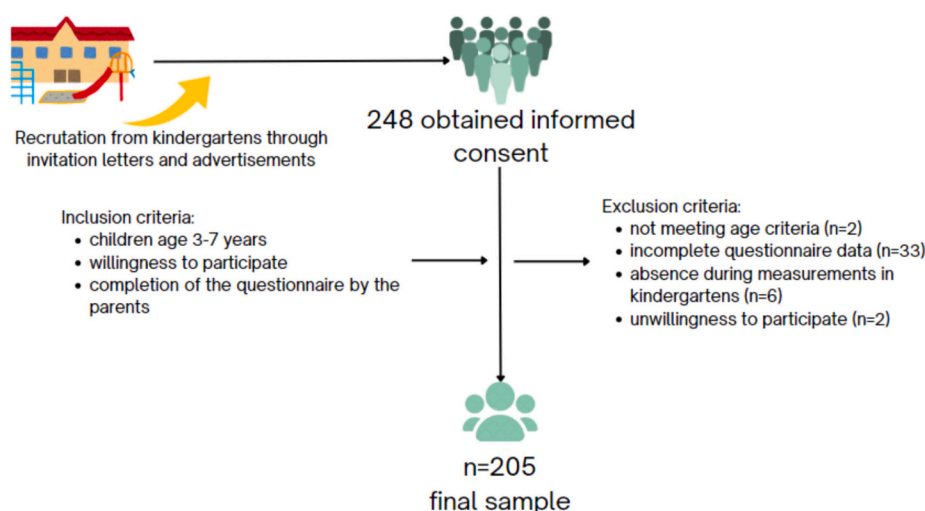 Recrutation from kindergartens through
invitation letters and advertisements
248 obtained informed
consent
Inclusion criteria:
• children age 3-7 years
• willingness to participate
• completion of the questionnaire by the
parents
Exclusion criteria:
• not meeting age criteria (n=2)
• incomplete questionnaire data (n=33)
• absence during measurements in
kindergartens (n=6)
• unwillingness to participate (n=2)
n=205
final sample